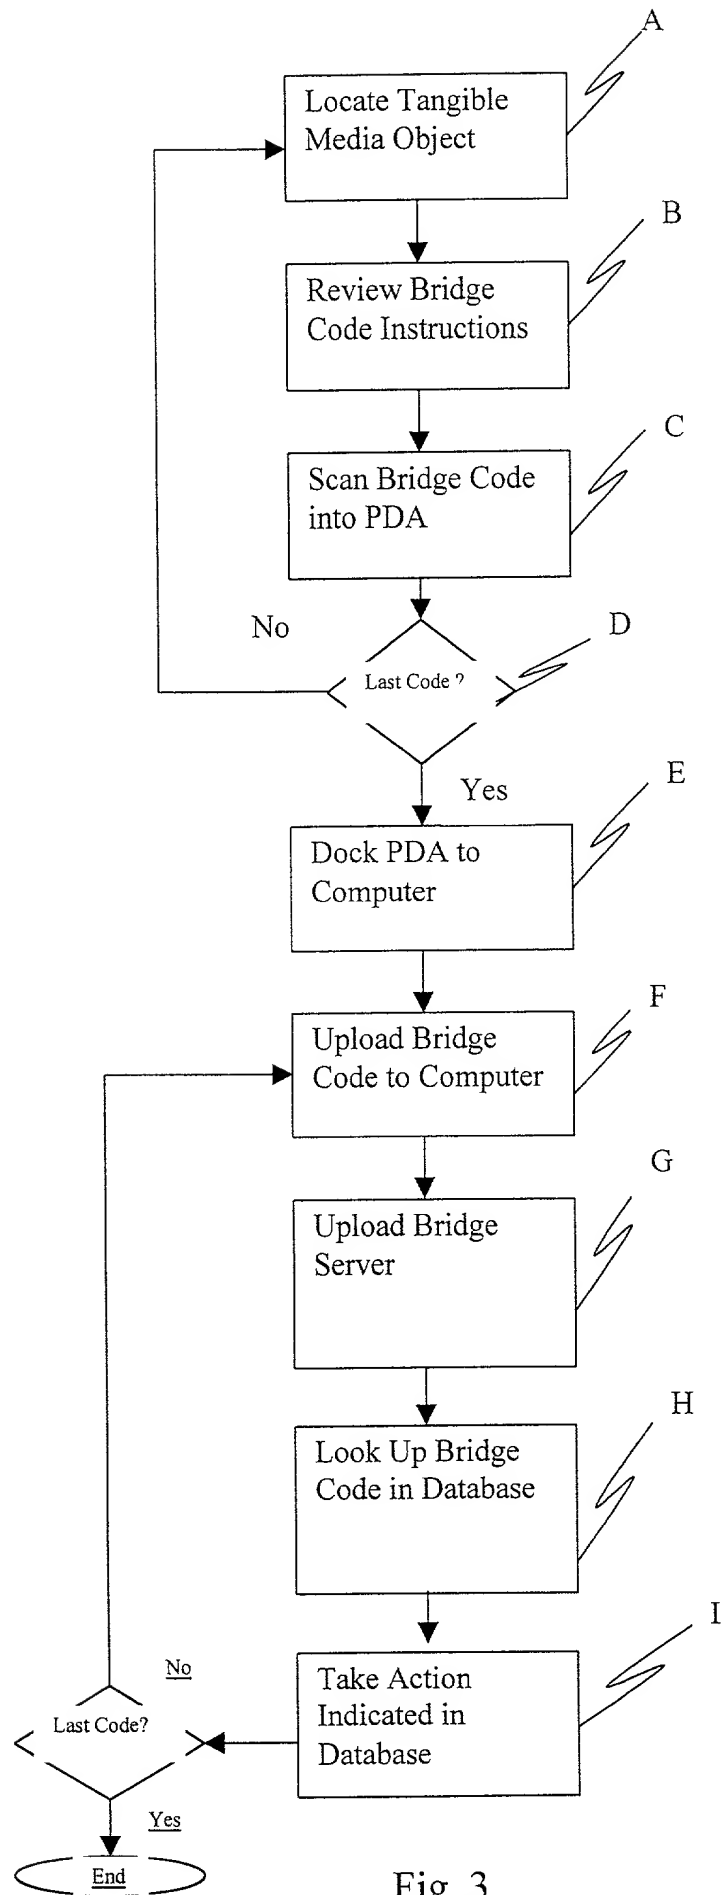 A
Locate Tangible
Media Object
B
Review Bridge
Code Instructions
C
Scan Bridge Code
into PDA
No
D
Last Code ?
Yes
E
Dock PDA to
Computer
F
Upload Bridge
Code to Computer
G
Upload Bridge
Server
H
Look Up Bridge
Code in Database
I
Take Action
Indicated in
Database
No
Last Code?
Yes
End
Fig. 3